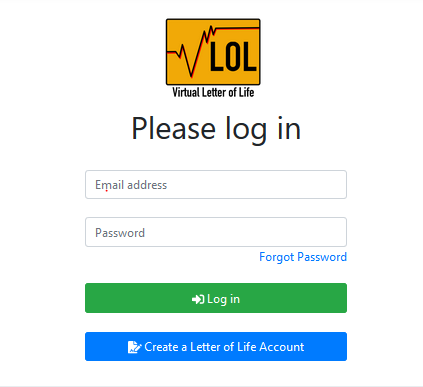 VLOL
Virtual Letter of Life
Please log in
Email address
Password
Forgot Password
Log in
Create a Letter of Life Account